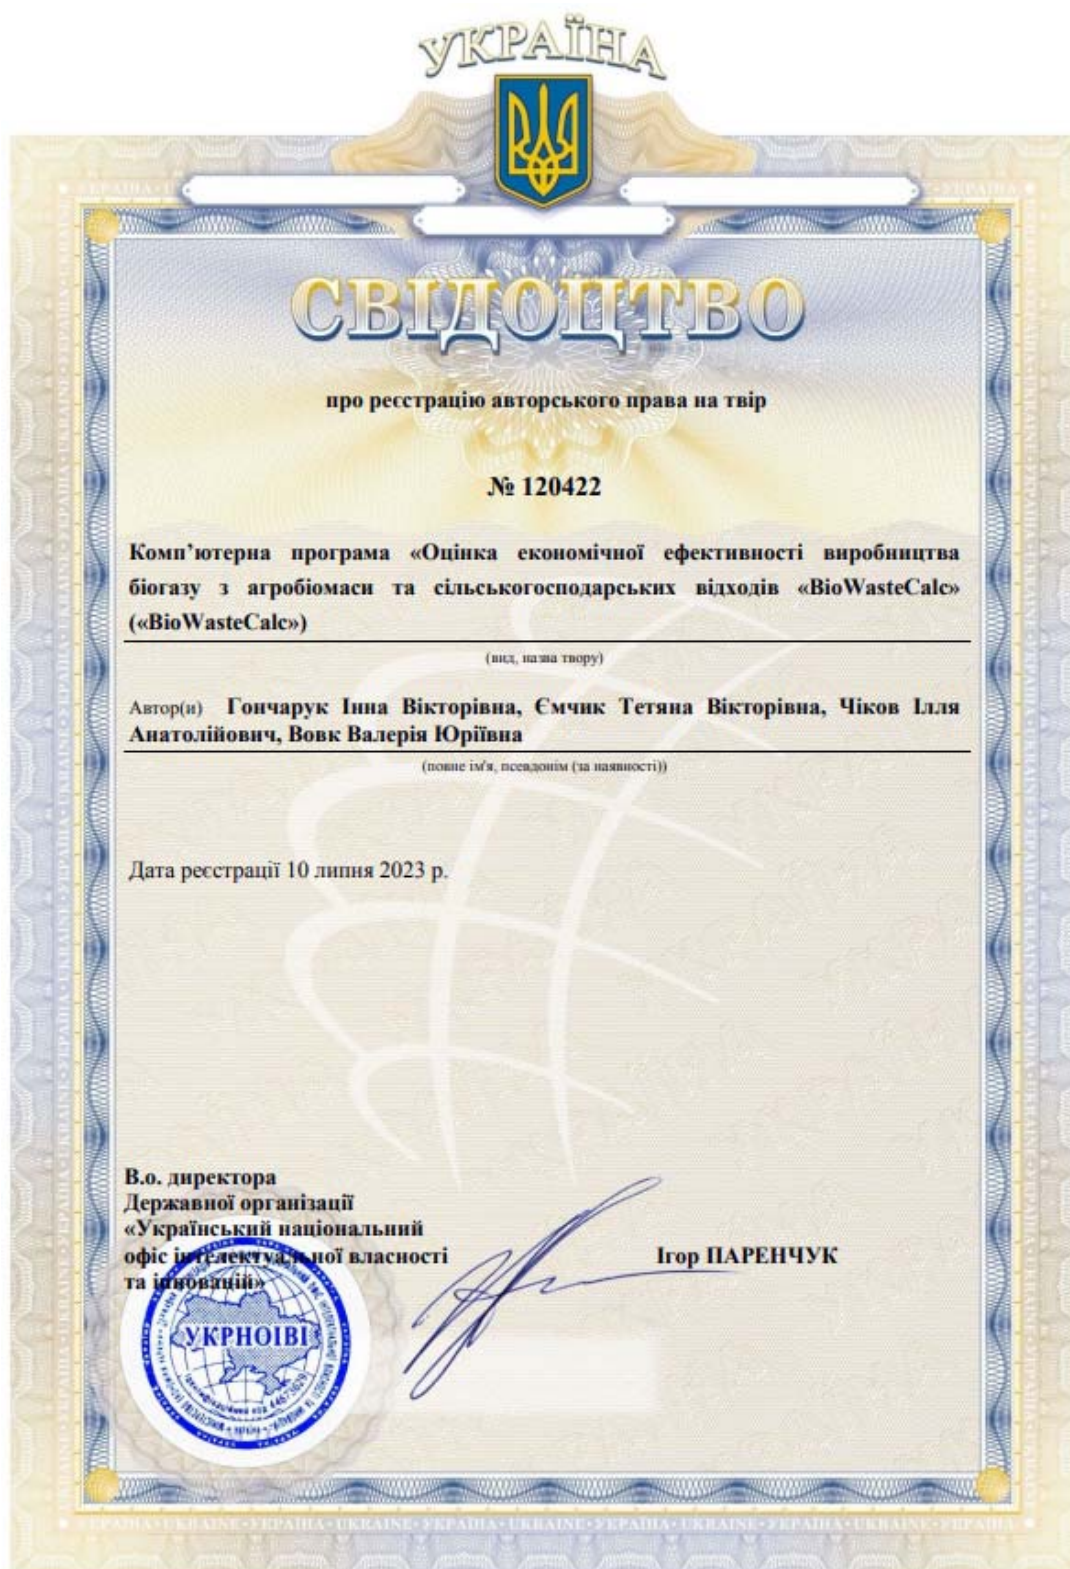 УКРАЇНА
СВІДОЦТВО
про реєстрацію авторського права на твір
№ 120422
Комп’ютерна програма «Оцінка економічної ефективності виробництва
біогазу з агробіомаси та сільськогосподарських відходів «BioWasteCalc»
(«BioWasteCalc»)
(вид, назва твору)
Автор(и) Гончарук Інна Вікторівна, Ємчик Тетяна Вікторівна, Чіков Ілля
Анатолійович, Вовк Валерія Юріївна
(повне ім'я, псевдонім (за наявності))
Дата реєстрації 10 липня 2023 р.
В.о. директора
Державної організації
«Український національний
офіс інтелектуальної власності
та інновацій»
Ігор ПАРЕНЧУК
УКРНОІВІ